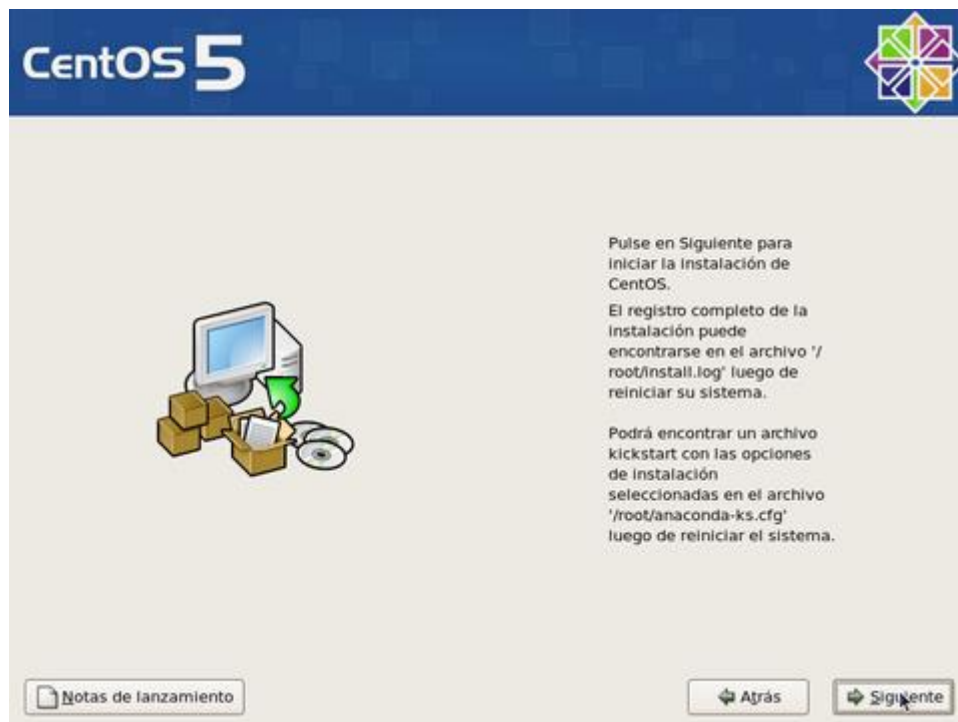 CentOS 5
Pulse en Siguiente para
iniciar la instalación de
CentOS.
El registro completo de la
instalación puede
encontrarse en el archivo '/
root/install.log' luego de
reiniciar su sistema.
Podrá encontrar un archivo
kickstart con las opciones
de instalación
seleccionadas en el archivo
'/root/anaconda-ks.cfg'
luego de reiniciar el sistema.
Notas de lanzamiento
Atrás
Siguiente